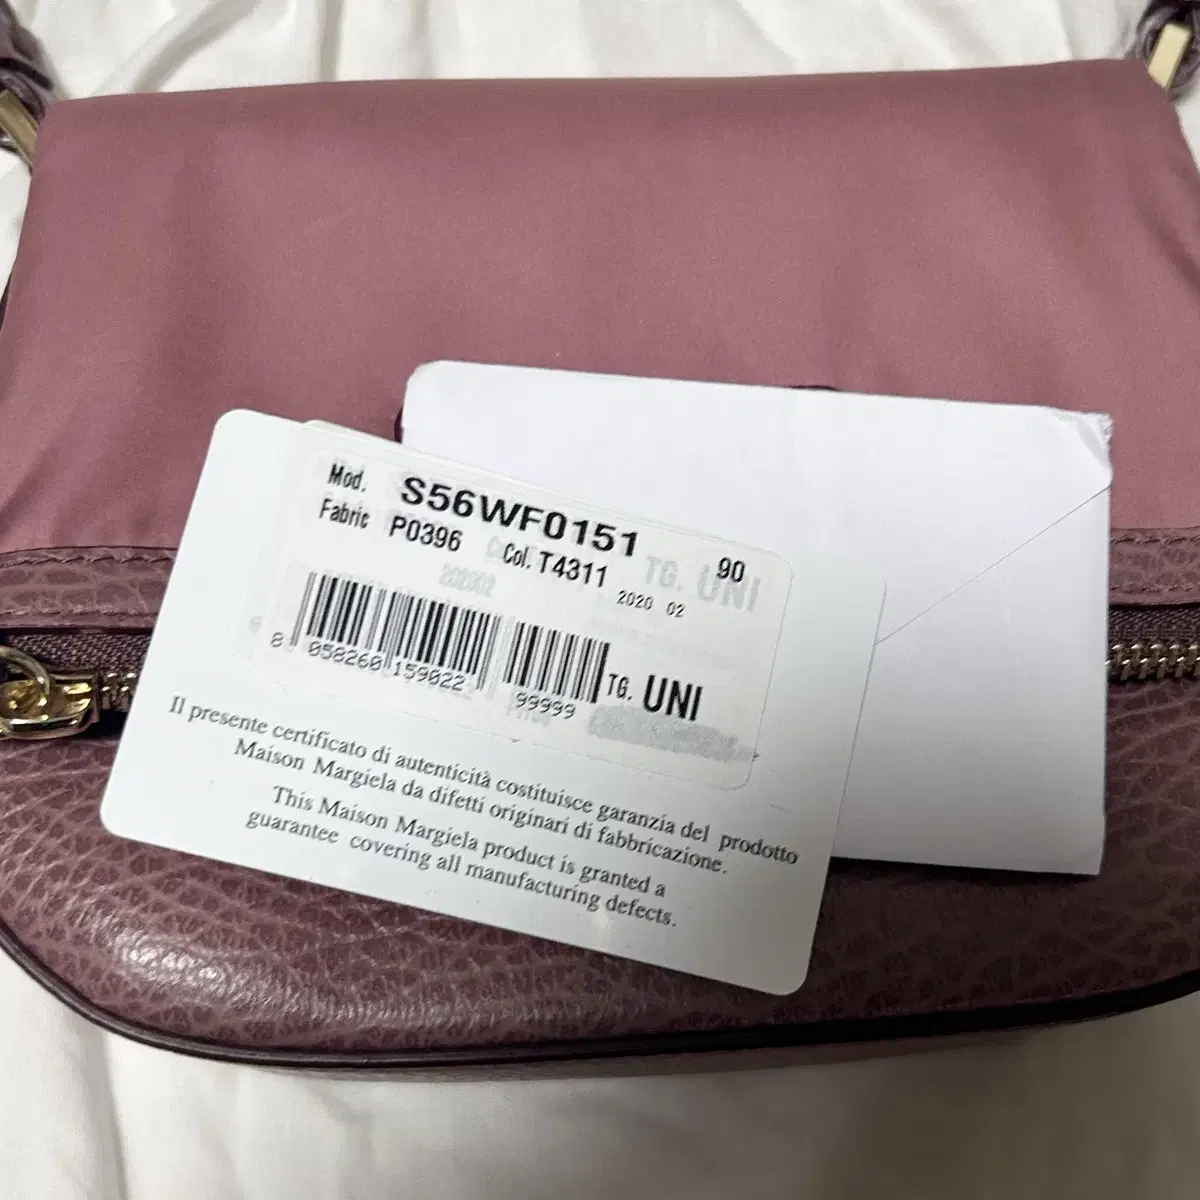 Mod. S56WF0151 90
Fabric P0396 Col. T4311 2020 02
TG. UNI
202002
8 058260 159022 99999 TG. UNI
Il presente certificato di autenticità costituisce garanzia del prodotto
Maison Margiela da difetti originari di fabbricazione.
This Maison Margiela product is granted a
guarantee covering all manufacturing defects.